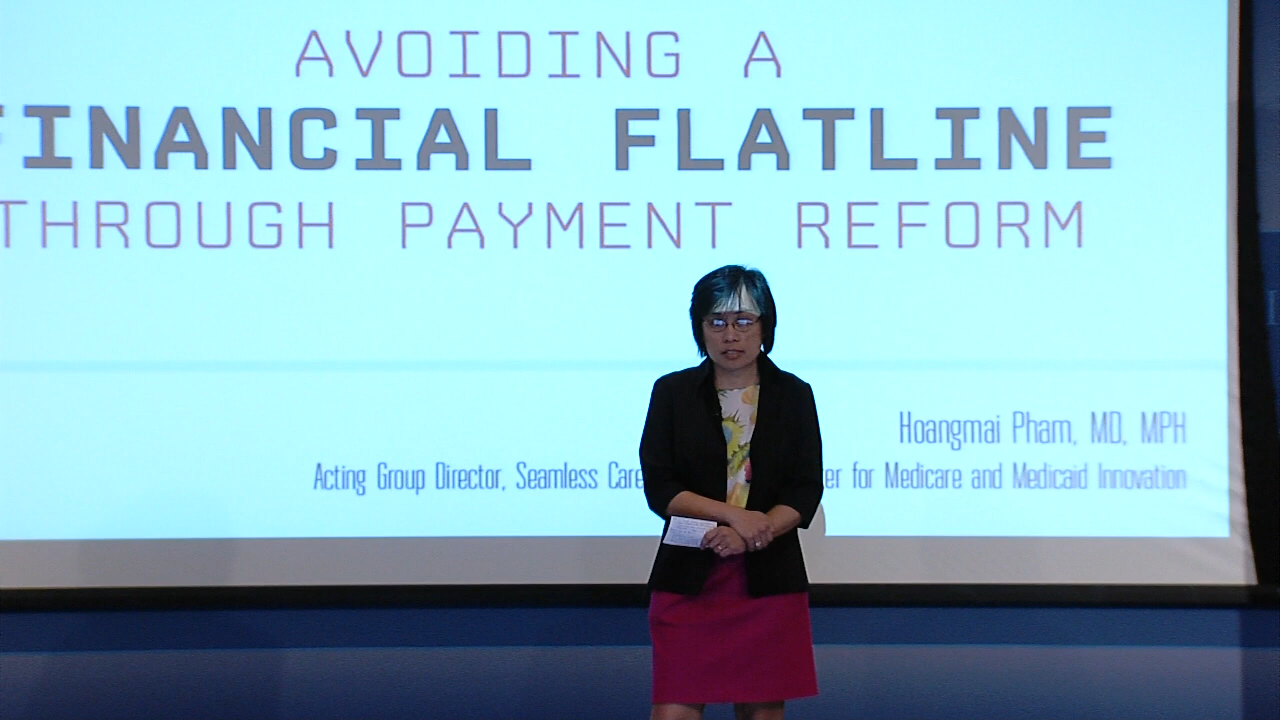 AVOIDING A
FINANCIAL FLATLINE
THROUGH PAYMENT REFORM
Hoangmai Pham, MD, MPH
Acting Group Director, Seamless Care for Medicare and Medicaid Innovation